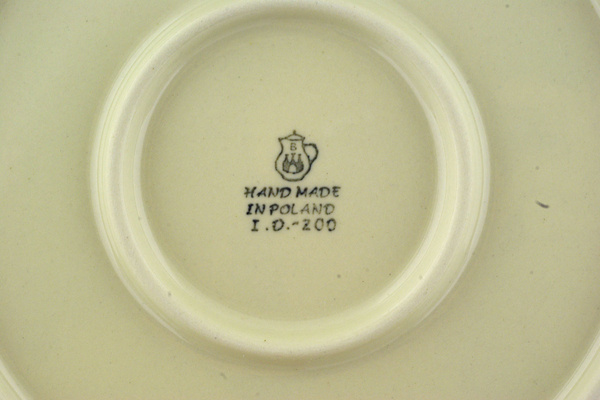 B
HAND MADE
IN POLAND
I.D.-200